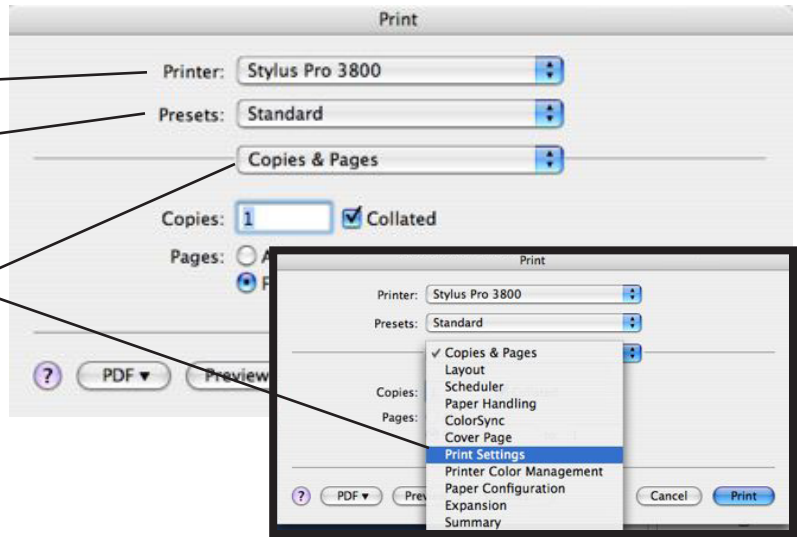 Print
Printer: Stylus Pro 3800
Presets: Standard
Copies & Pages
Copies: 1 Collated
Pages:
? PDF Preview
Print
Printer: Stylus Pro 3800
Presets: Standard
✓ Copies & Pages
Layout
Scheduler
Copies:
Paper Handling
Pages:
ColorSync
Cover Page
Print Settings
Printer Color Management
Paper Configuration
Expansion
Summary
? PDF Prev Cancel Print